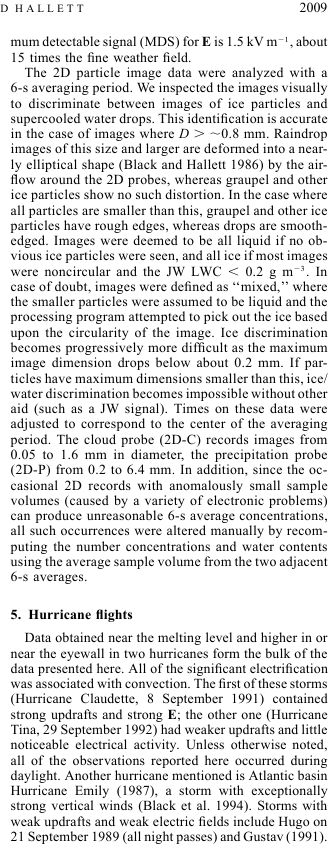 D HALLETT 2009
mum detectable signal (MDS) for E is 1.5 kV m⁻¹, about
15 times the fine weather field.
The 2D particle image data were analyzed with a
6-s averaging period. We inspected the images visually
to discriminate between images of ice particles and
supercooled water drops. This identification is accurate
in the case of images where D > ~0.8 mm. Raindrop
images of this size and larger are deformed into a near-
ly elliptical shape (Black and Hallett 1986) by the air-
flow around the 2D probes, whereas graupel and other
ice particles show no such distortion. In the case where
all particles are smaller than this, graupel and other ice
particles have rough edges, whereas drops are smooth-
edged. Images were deemed to be all liquid if no ob-
vious ice particles were seen, and all ice if most images
were noncircular and the JW LWC < 0.2 g m⁻³. In
case of doubt, images were defined as “mixed,” where
the smaller particles were assumed to be liquid and the
processing program attempted to pick out the ice based
upon the circularity of the image. Ice discrimination
becomes progressively more difficult as the maximum
image dimension drops below about 0.2 mm. If par-
ticles have maximum dimensions smaller than this, ice/
water discrimination becomes impossible without other
aid (such as a JW signal). Times on these data were
adjusted to correspond to the center of the averaging
period. The cloud probe (2D-C) records images from
0.05 to 1.6 mm in diameter, the precipitation probe
(2D-P) from 0.2 to 6.4 mm. In addition, since the oc-
casional 2D records with anomalously small sample
volumes (caused by a variety of electronic problems)
can produce unreasonable 6-s average concentrations,
all such occurrences were altered manually by recom-
puting the number concentrations and water contents
using the average sample volume from the two adjacent
6-s averages.
5. Hurricane flights
Data obtained near the melting level and higher in or
near the eyewall in two hurricanes form the bulk of the
data presented here. All of the significant electrification
was associated with convection. The first of these storms
(Hurricane Claudette, 8 September 1991) contained
strong updrafts and strong E; the other one (Hurricane
Tina, 29 September 1992) had weaker updrafts and little
noticeable electrical activity. Unless otherwise noted,
all of the observations reported here occurred during
daylight. Another hurricane mentioned is Atlantic basin
Hurricane Emily (1987), a storm with exceptionally
strong vertical winds (Black et al. 1994). Storms with
weak updrafts and weak electric fields include Hugo on
21 September 1989 (all night passes) and Gustav (1991).